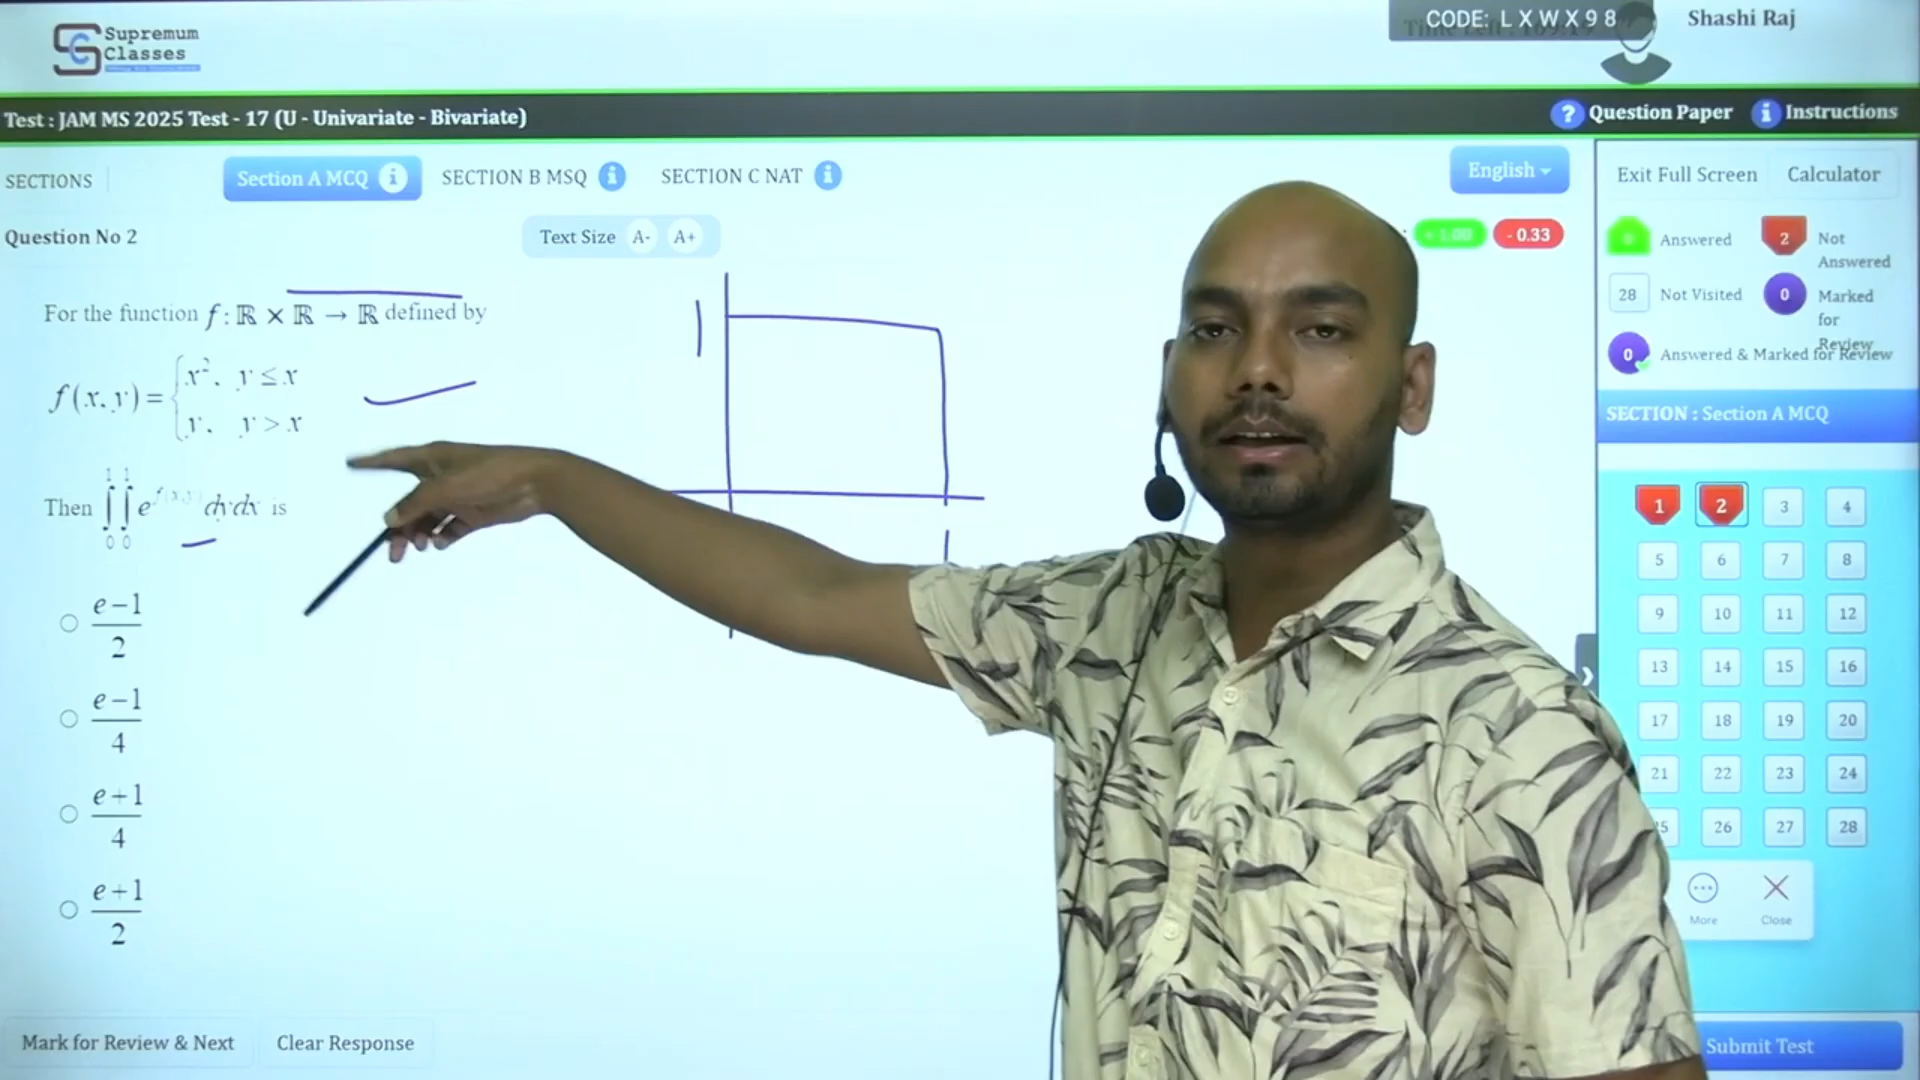 Supremum
Classes
CODE: L X W X 9 8
Shashi Raj
Test : JAM MS 2025 Test - 17 (U - Univariate - Bivariate)
? Question Paper
i Instructions
SECTIONS
Section A MCQ i
SECTION B MSQ i
SECTION C NAT i
English
Exit Full Screen
Calculator
Question No 2
Text Size A- A+
+ 1.00
- 0.33
Answered
2 Not Answered
28 Not Visited
0 Marked for Review
0 Answered & Marked for Review
For the function f : ℝ × ℝ → ℝ defined by
f(x, y) = { x², y ≤ x
y, y > x
Then ∫₀¹ ∫₀¹ e^{f(x,y)} dydx is
(e − 1)/2
(e − 1)/4
(e + 1)/4
(e + 1)/2
1
1
SECTION : Section A MCQ
1 2 3 4
5 6 7 8
9 10 11 12
13 14 15 16
17 18 19 20
21 22 23 24
26 27 28
More
Close
Mark for Review & Next
Clear Response
Submit Test